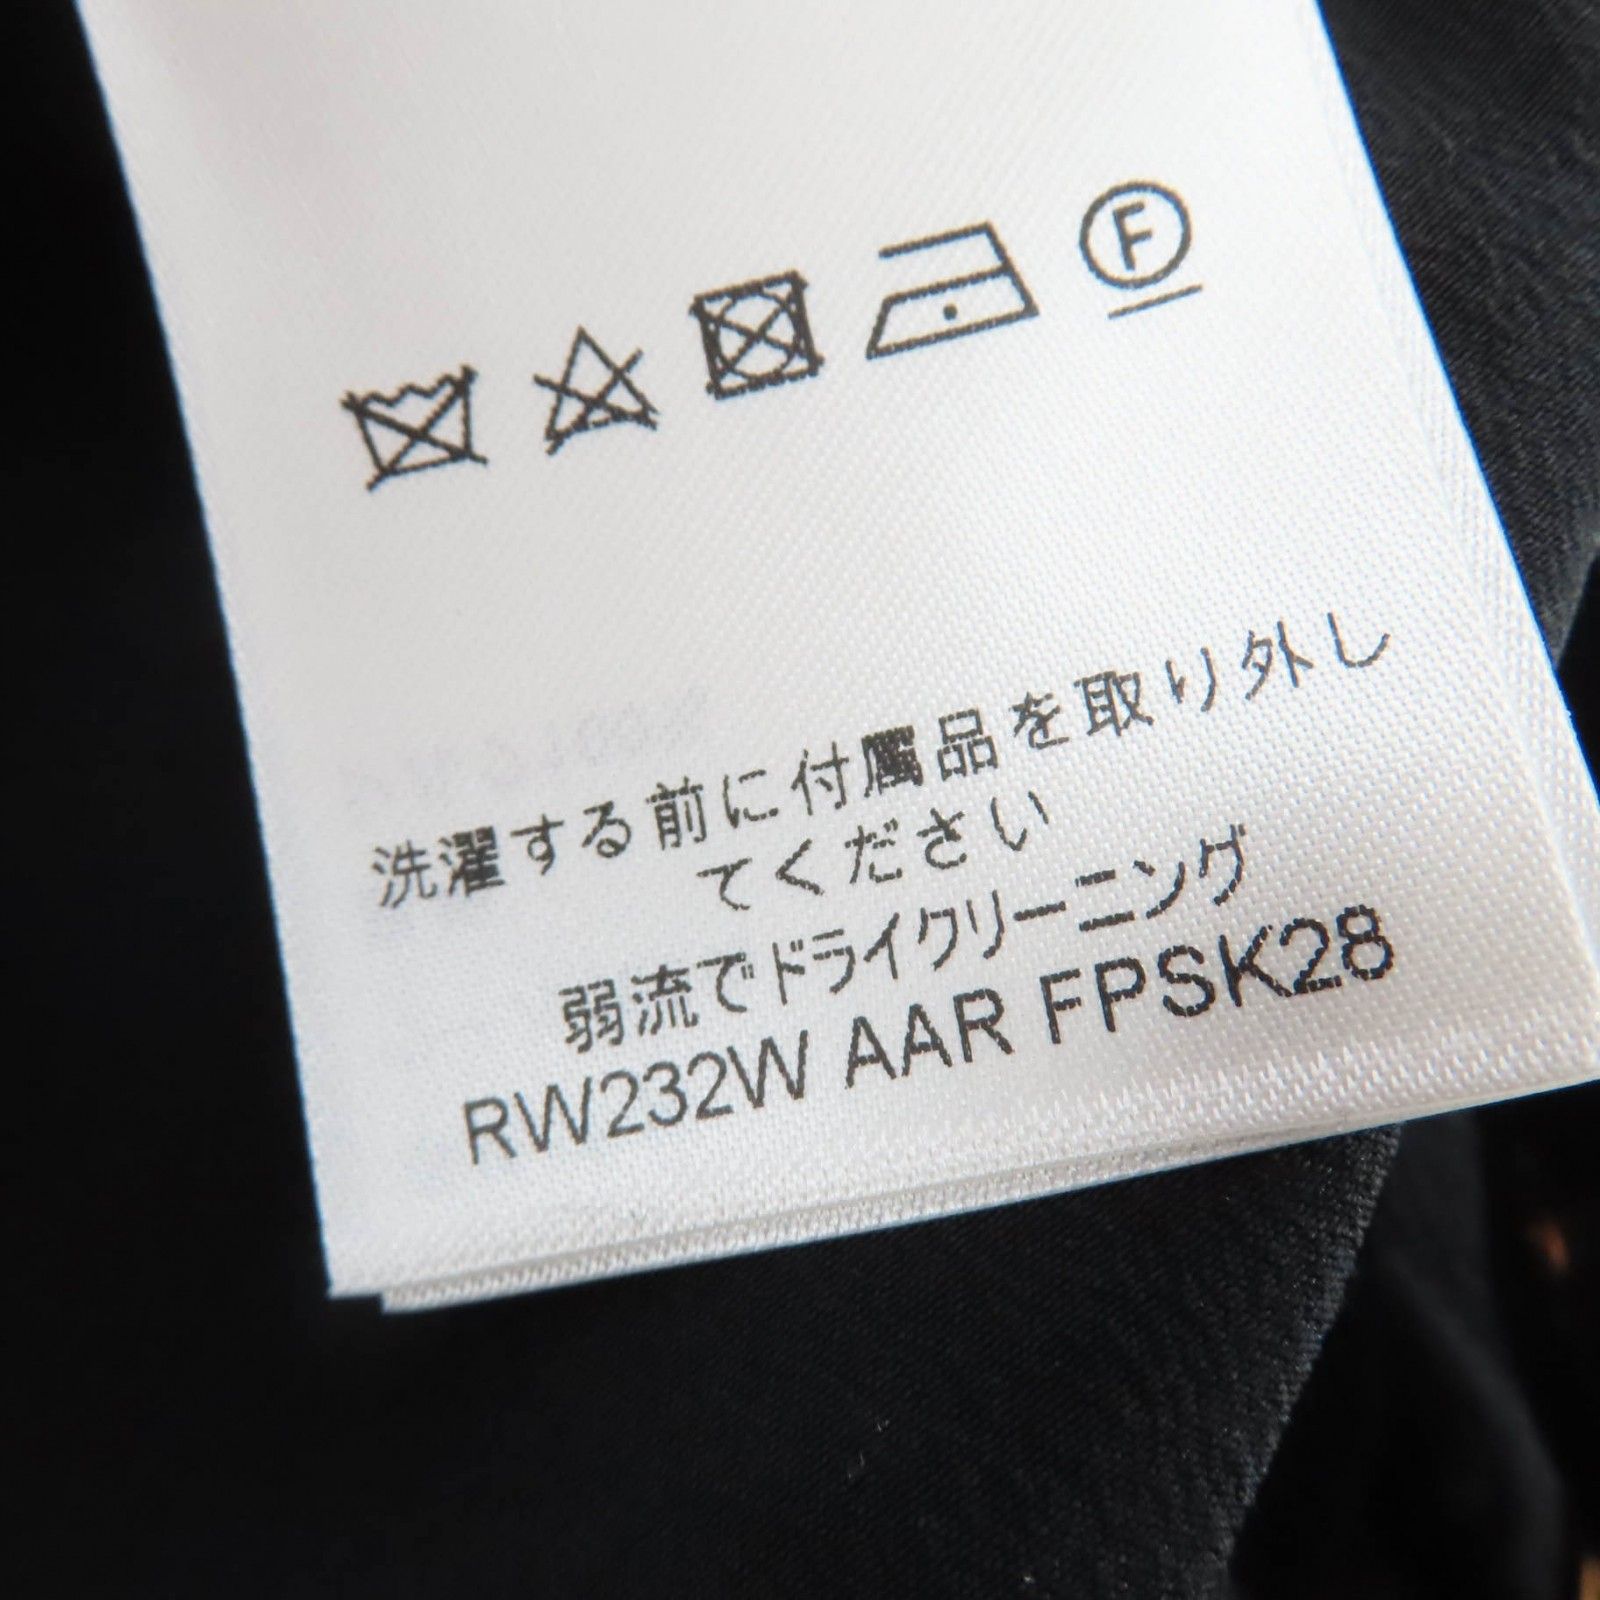 F
洗濯する前に付属品を取り外し
てください
弱流でドライクリーニング
RW232W AAR FPSK28